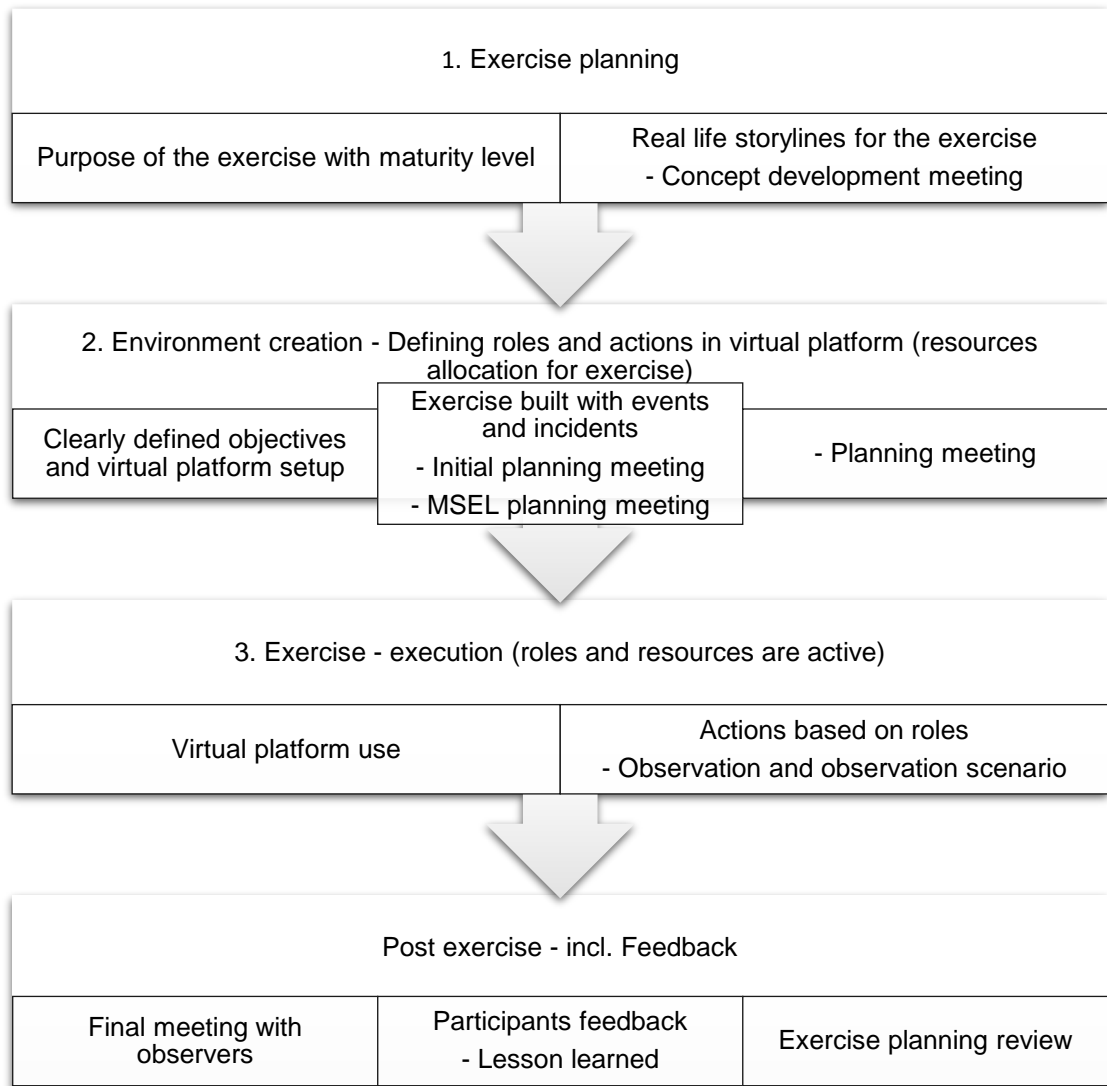 1. Exercise planning
Purpose of the exercise with maturity level
Real life storylines for the exercise
- Concept development meeting
2. Environment creation - Defining roles and actions in virtual platform (resources
allocation for exercise)
Clearly defined objectives
and virtual platform setup
Exercise built with events
and incidents
- Initial planning meeting
- MSEL planning meeting
- Planning meeting
3. Exercise - execution (roles and resources are active)
Virtual platform use
Actions based on roles
- Observation and observation scenario
Post exercise - incl. Feedback
Final meeting with
observers
Participants feedback
- Lesson learned
Exercise planning review